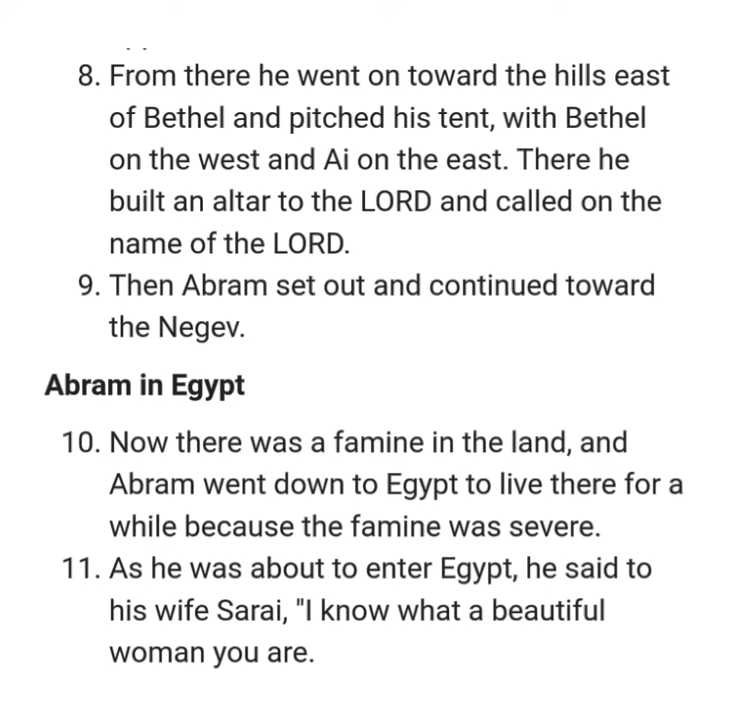 8. From there he went on toward the hills east
of Bethel and pitched his tent, with Bethel
on the west and Ai on the east. There he
built an altar to the LORD and called on the
name of the LORD.
9. Then Abram set out and continued toward
the Negev.
Abram in Egypt
10. Now there was a famine in the land, and
Abram went down to Egypt to live there for a
while because the famine was severe.
11. As he was about to enter Egypt, he said to
his wife Sarai, "I know what a beautiful
woman you are.